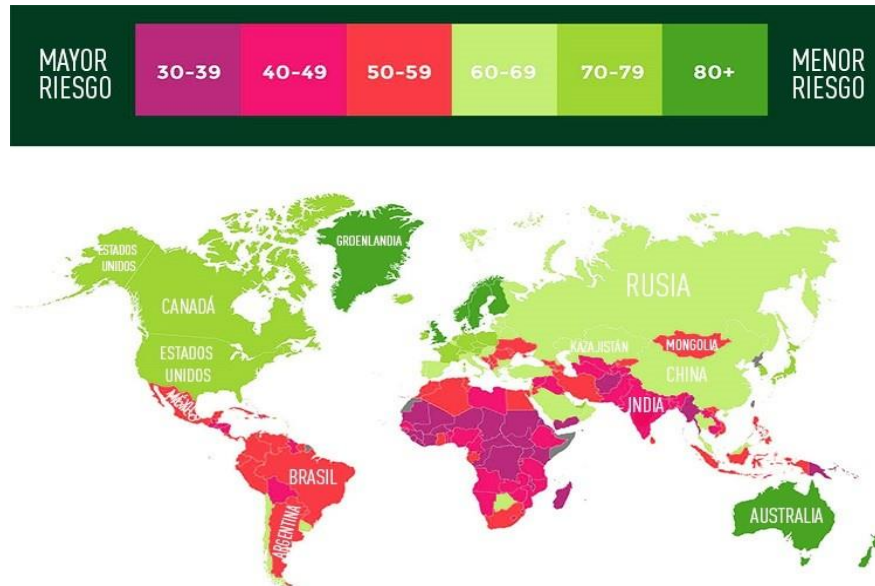 MAYOR
RIESGO
30-39
40-49
50-59
60-69
70-79
80+
MENOR
RIESGO
ESTADOS
UNIDOS
GROENLANDIA
CANADÁ
RUSIA
ESTADOS
UNIDOS
KAZAJISTÁN
MONGOLIA
CHINA
MÉXICO
INDIA
BRASIL
ARGENTINA
AUSTRALIA